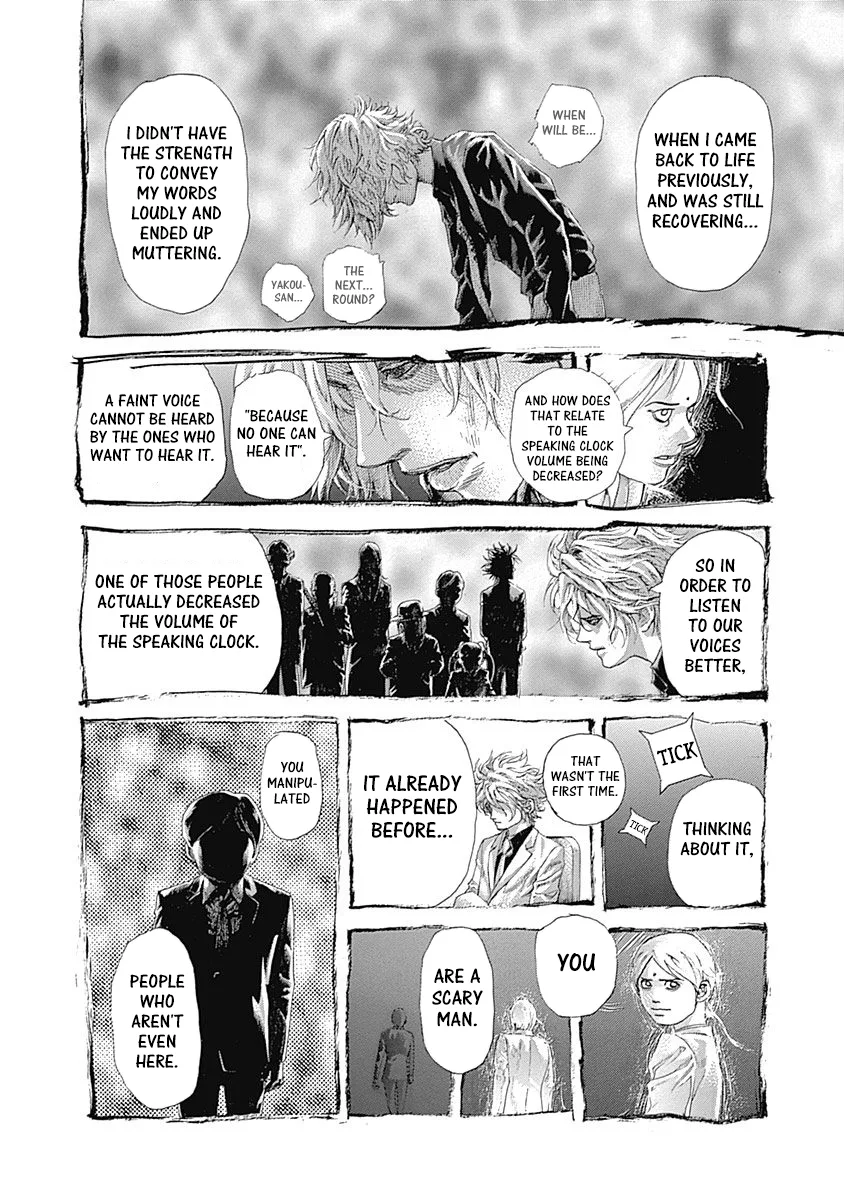 WHEN I CAME
BACK TO LIFE
PREVIOUSLY,
AND WAS STILL
RECOVERING...
WHEN
WILL BE...
THE
NEXT...
ROUND?
YAKOU-
SAN...
I DIDN'T HAVE
THE STRENGTH
TO CONVEY
MY WORDS
LOUDLY AND
ENDED UP
MUTTERING.
AND HOW DOES
THAT RELATE
TO THE
SPEAKING CLOCK
VOLUME BEING
DECREASED?
"BECAUSE
NO ONE CAN
HEAR IT".
A FAINT VOICE
CANNOT BE HEARD
BY THE ONES WHO
WANT TO HEAR IT.
SO IN
ORDER TO
LISTEN
TO OUR
VOICES
BETTER,
ONE OF THOSE PEOPLE
ACTUALLY DECREASED
THE VOLUME OF
THE SPEAKING CLOCK.
TICK
TICK
THINKING
ABOUT IT,
THAT
WASN'T THE
FIRST TIME.
IT ALREADY
HAPPENED
BEFORE...
YOU
MANIPU-
LATED
PEOPLE
WHO
AREN'T
EVEN
HERE.
YOU
ARE A
SCARY
MAN.